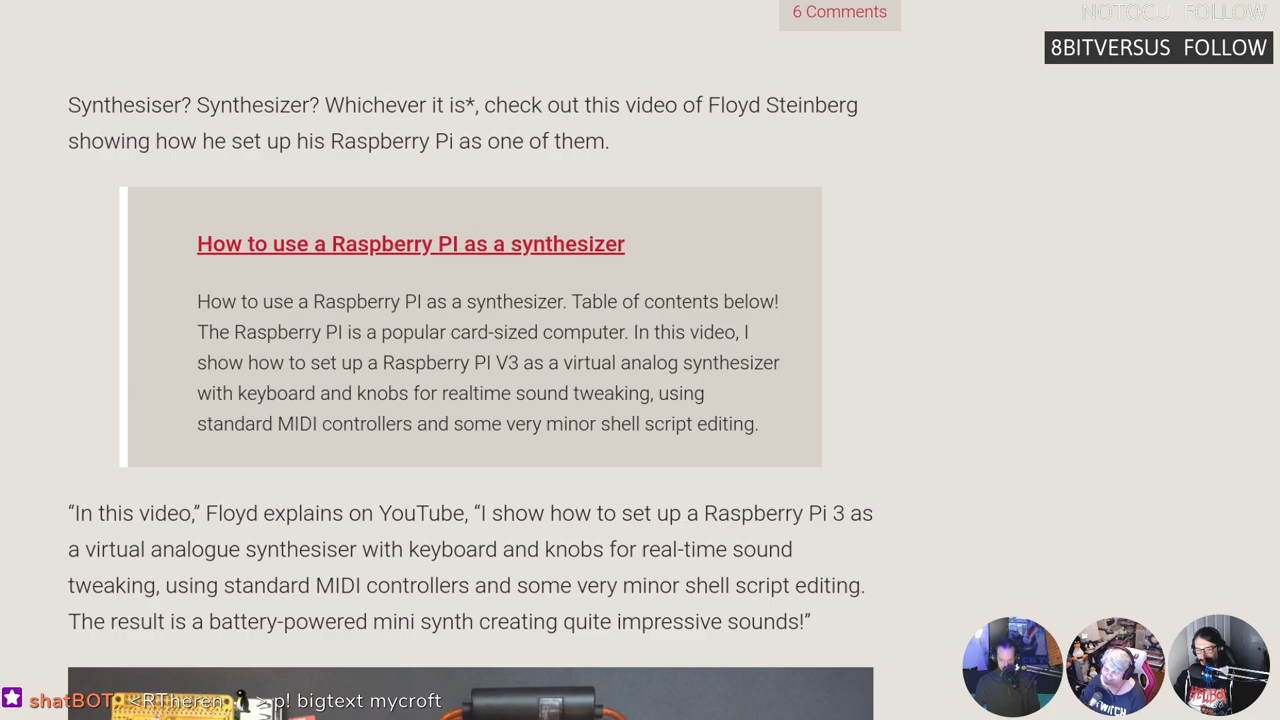 6 Comments
NOTOCU FOLLOW
8BITVERSUS FOLLOW
Synthesiser? Synthesizer? Whichever it is*, check out this video of Floyd Steinberg
showing how he set up his Raspberry Pi as one of them.
How to use a Raspberry PI as a synthesizer
How to use a Raspberry PI as a synthesizer. Table of contents below!
The Raspberry PI is a popular card-sized computer. In this video, I
show how to set up a Raspberry PI V3 as a virtual analog synthesizer
with keyboard and knobs for realtime sound tweaking, using
standard MIDI controllers and some very minor shell script editing.
“In this video,” Floyd explains on YouTube, “I show how to set up a Raspberry Pi 3 as
a virtual analogue synthesiser with keyboard and knobs for real-time sound
tweaking, using standard MIDI controllers and some very minor shell script editing.
The result is a battery-powered mini synth creating quite impressive sounds!”
shatBOT: <RTheren > p! bigtext mycroft
TWITCH